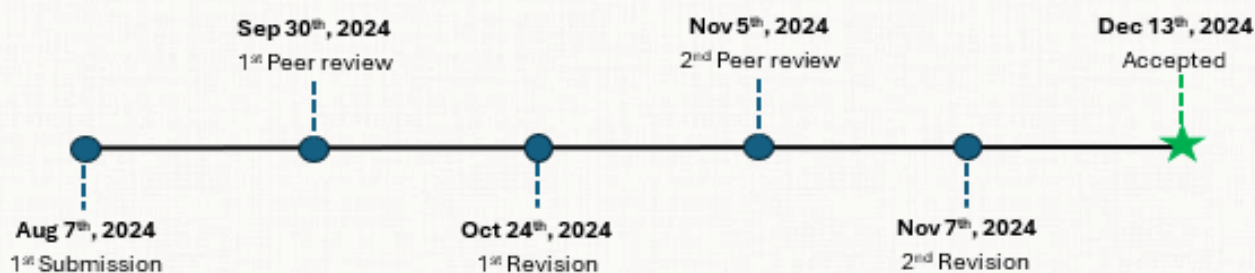 Sep 30th, 2024
1st Peer review
Nov 5th, 2024
2nd Peer review
Dec 13th, 2024
Accepted
Aug 7th, 2024
1st Submission
Oct 24th, 2024
1st Revision
Nov 7th, 2024
2nd Revision